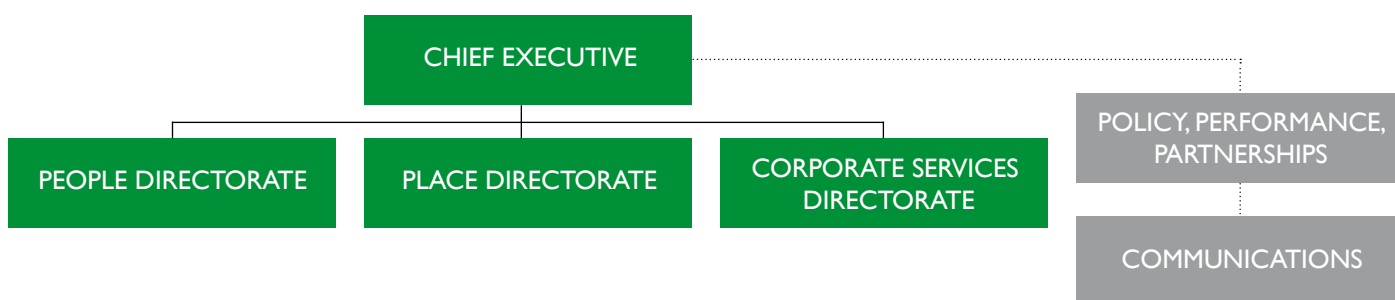 CHIEF EXECUTIVE
POLICY, PERFORMANCE,
PARTNERSHIPS
PEOPLE DIRECTORATE
PLACE DIRECTORATE
CORPORATE SERVICES
DIRECTORATE
COMMUNICATIONS